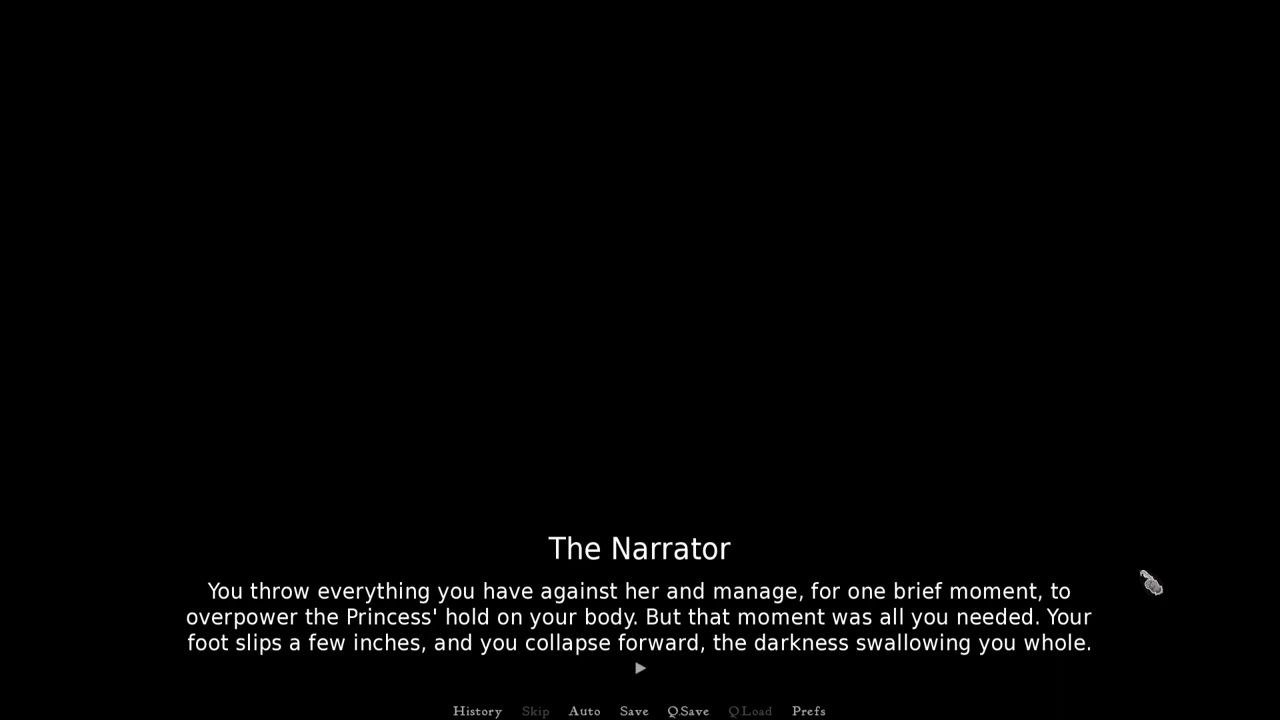 The Narrator
You throw everything you have against her and manage, for one brief moment, to
overpower the Princess' hold on your body. But that moment was all you needed. Your
foot slips a few inches, and you collapse forward, the darkness swallowing you whole.
History Skip Auto Save Q.Save Q.Load Prefs